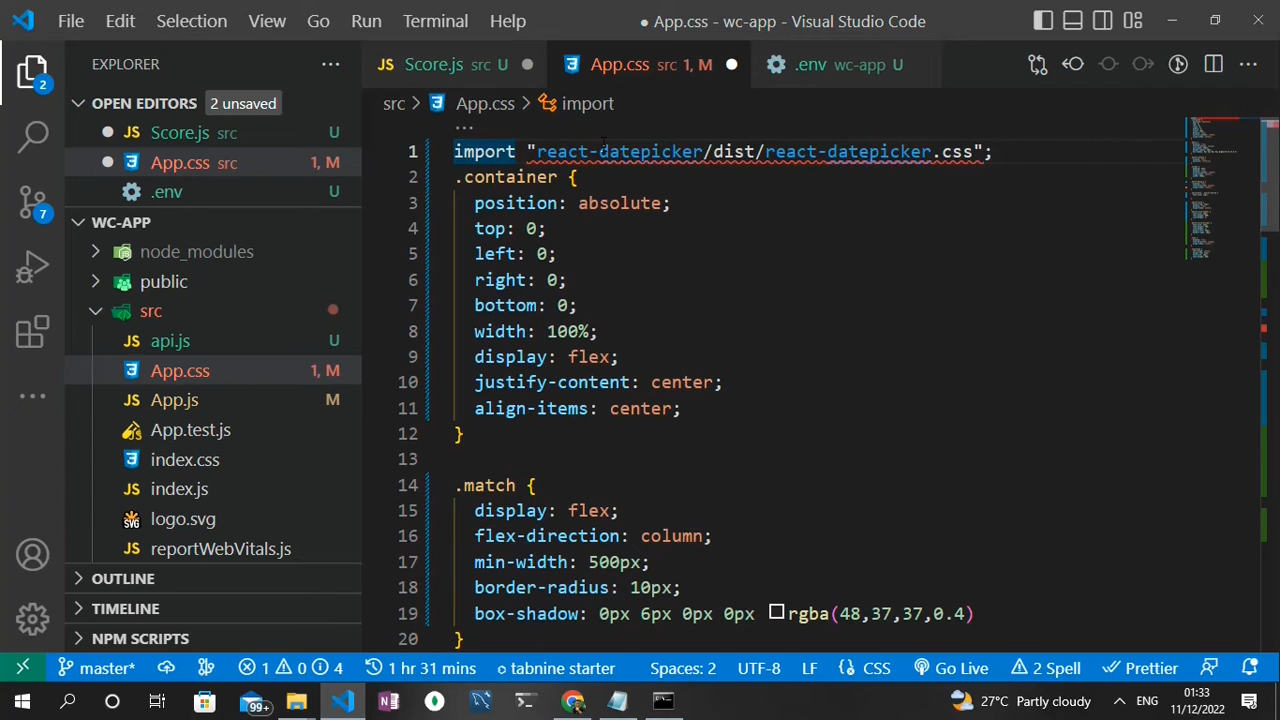 File Edit Selection View Go Run Terminal Help
● App.css - wc-app - Visual Studio Code
EXPLORER
Score.js src U
App.css src 1, M
.env wc-app U
OPEN EDITORS 2 unsaved
src > App.css > import
Score.js src U
App.css src 1, M
.env U
WC-APP
node_modules
public
src
api.js U
App.css 1, M
App.js M
App.test.js
index.css
index.js
logo.svg
reportWebVitals.js
OUTLINE
TIMELINE
NPM SCRIPTS
2
7
1 import "react-datepicker/dist/react-datepicker.css";
2 .container {
3 position: absolute;
4 top: 0;
5 left: 0;
6 right: 0;
7 bottom: 0;
8 width: 100%;
9 display: flex;
10 justify-content: center;
11 align-items: center;
12 }
13
14 .match {
15 display: flex;
16 flex-direction: column;
17 min-width: 500px;
18 border-radius: 10px;
19 box-shadow: 0px 6px 0px 0px rgba(48,37,37,0.4)
20 }
master* 1 0 4 1 hr 31 mins tabnine starter Spaces: 2 UTF-8 LF CSS Go Live 2 Spell Prettier
99+ 27°C Partly cloudy ENG 01:33
11/12/2022